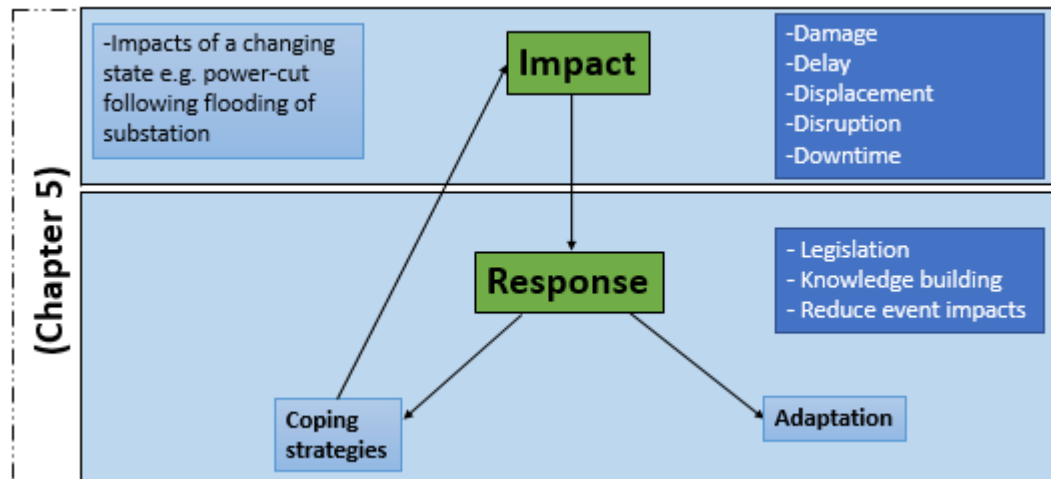 (Chapter 5)
-Impacts of a changing
state e.g. power-cut
following flooding of
substation
Impact
-Damage
-Delay
-Displacement
-Disruption
-Downtime
Response
- Legislation
- Knowledge building
- Reduce event impacts
Coping
strategies
Adaptation